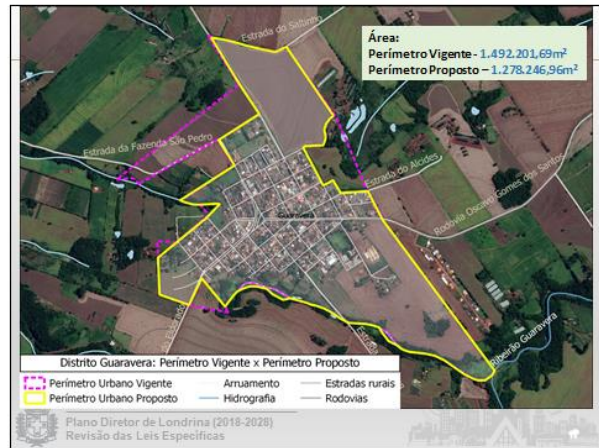 Estrada do Saltinho
Área:
Perímetro Vigente - 1.492.201,69m²
Perímetro Proposto – 1.278.246,96m²
Estrada da Fazenda São Pedro
Estrada do Alcides
Rodovia Oscavo Gomes dos Santos
Guaravera
Ribeirão Guaravera
Distrito Guaravera: Perímetro Vigente x Perímetro Proposto
Perímetro Urbano Vigente
Arruamento
Estradas rurais
Perímetro Urbano Proposto
Hidrografia
Rodovias
Plano Diretor de Londrina (2018-2028)
Revisão das Leis Específicas